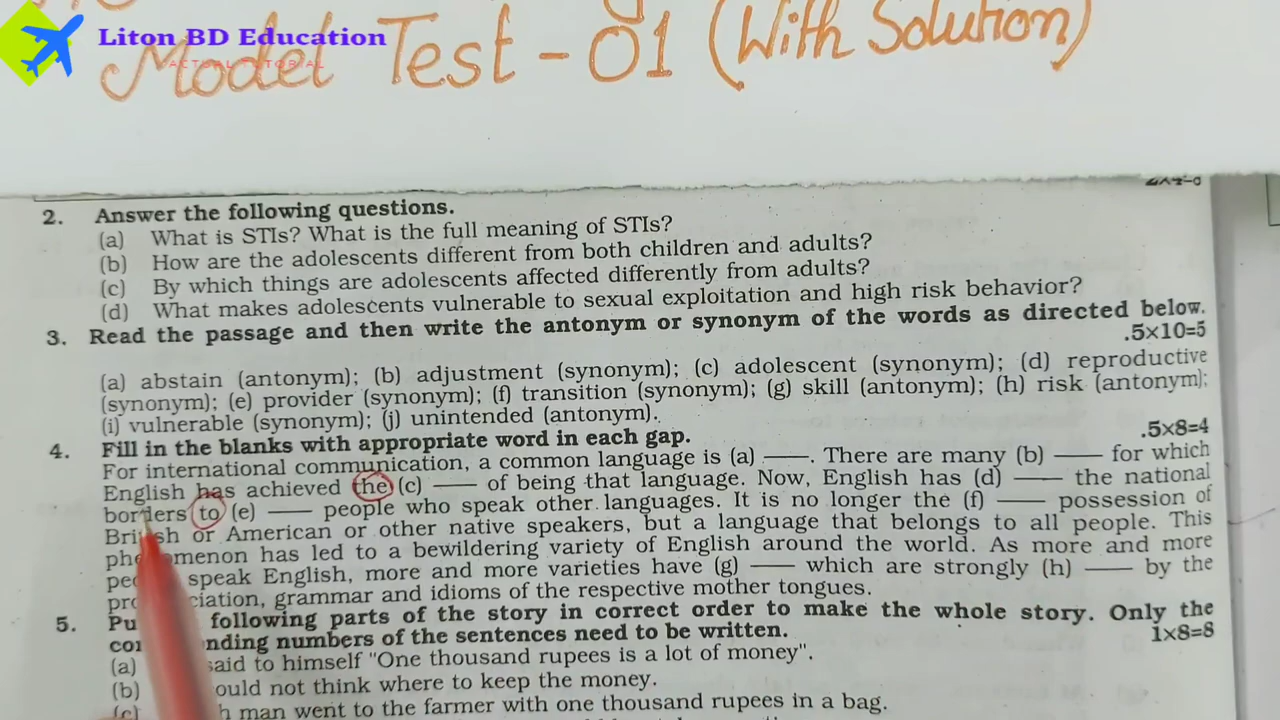 Liton BD Education
ACTUAL TUTORIAL
Model Test - 01 (With Solution)
2. Answer the following questions.
(a) What is STIs? What is the full meaning of STIs?
(b) How are the adolescents different from both children and adults?
(c) By which things are adolescents affected differently from adults?
(d) What makes adolescents vulnerable to sexual exploitation and high risk behavior?
3. Read the passage and then write the antonym or synonym of the words as directed below.
.5×10=5
(a) abstain (antonym); (b) adjustment (synonym); (c) adolescent (synonym); (d) reproductive
(synonym); (e) provider (synonym); (f) transition (synonym); (g) skill (antonym); (h) risk (antonym);
(i) vulnerable (synonym); (j) unintended (antonym).
4. Fill in the blanks with appropriate word in each gap. .5×8=4
For international communication, a common language is (a) ——. There are many (b) —— for which
English has achieved the (c) —— of being that language. Now, English has (d) —— the national
borders to (e) —— people who speak other languages. It is no longer the (f) —— possession of
British or American or other native speakers, but a language that belongs to all people. This
has led to a bewildering variety of English around the world. As more and more
speak English, more and more varieties have (g) —— which are strongly (h) —— by the
grammar and idioms of the respective mother tongues.
5. following parts of the story in correct order to make the whole story. Only the
numbers of the sentences need to be written. 1×8=8
(a) said to himself "One thousand rupees is a lot of money".
(b) not think where to keep the money.
(c) man went to the farmer with one thousand rupees in a bag.